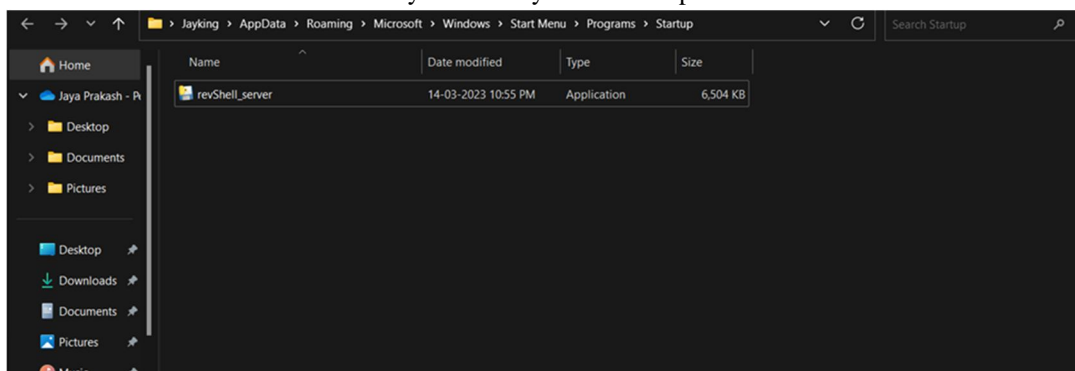 Jayking > AppData > Roaming > Microsoft > Windows > Start Menu > Programs > Startup
Search Startup
Home
Jaya Prakash - Pe
Desktop
Documents
Pictures
Desktop
Downloads
Documents
Pictures
Name Date modified Type Size
revShell_server 14-03-2023 10:55 PM Application 6,504 KB